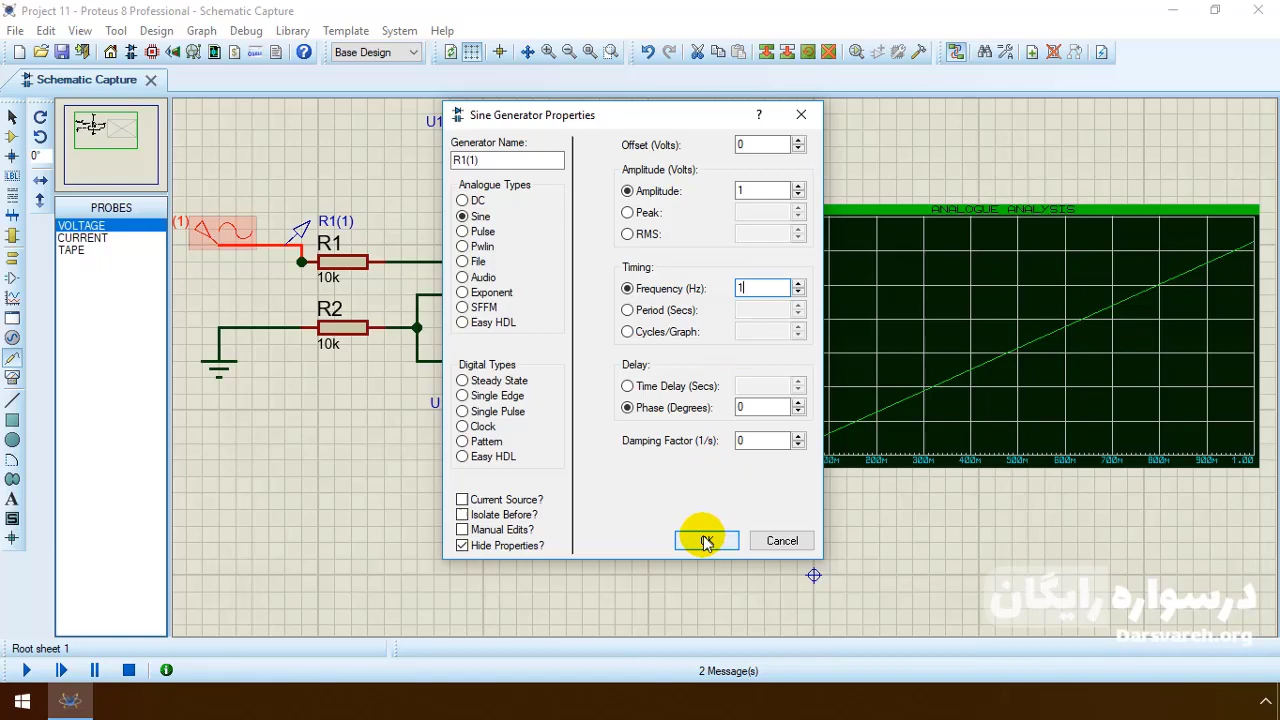 Project 11 - Proteus 8 Professional - Schematic Capture
File Edit View Tool Design Graph Debug Library Template System Help
Base Design
Schematic Capture
0°
PROBES
VOLTAGE
CURRENT
TAPE
(1)
R1(1)
R1
10k
R2
10k
U1
U
Sine Generator Properties
?
Generator Name:
R1(1)
Analogue Types
DC
Sine
Pulse
Pwlin
File
Audio
Exponent
SFFM
Easy HDL
Digital Types
Steady State
Single Edge
Single Pulse
Clock
Pattern
Easy HDL
Current Source?
Isolate Before?
Manual Edits?
Hide Properties?
Offset (Volts): 0
Amplitude (Volts):
Amplitude: 1
Peak:
RMS:
Timing:
Frequency (Hz): 1
Period (Secs):
Cycles/Graph:
Delay:
Time Delay (Secs):
Phase (Degrees): 0
Damping Factor (1/s): 0
Cancel
ANALOGUE ANALYSIS
200m 300m 400m 500m 600m 700m 800m 900m 1.00
درسواره رایگان
Darsvareh.org
Root sheet 1
2 Message(s)